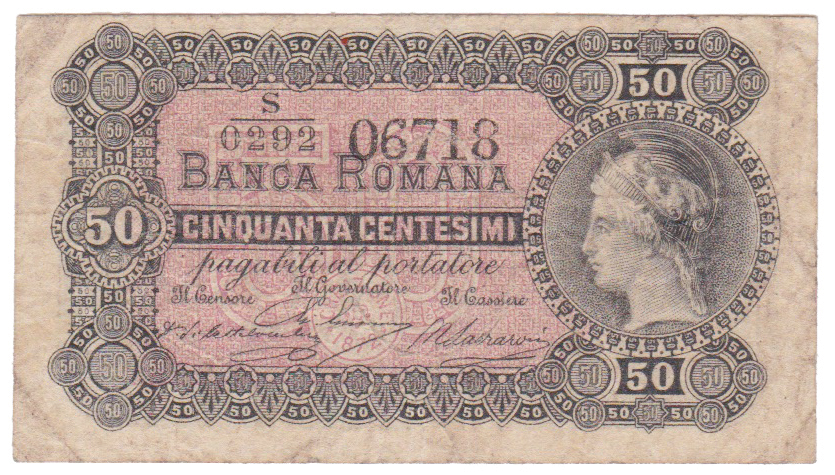 50
S
0292 06718
BANCA ROMANA
50 CINQUANTA CENTESIMI
pagabili al portatore
Il Governatore
Il Censore Il Cassiere
50